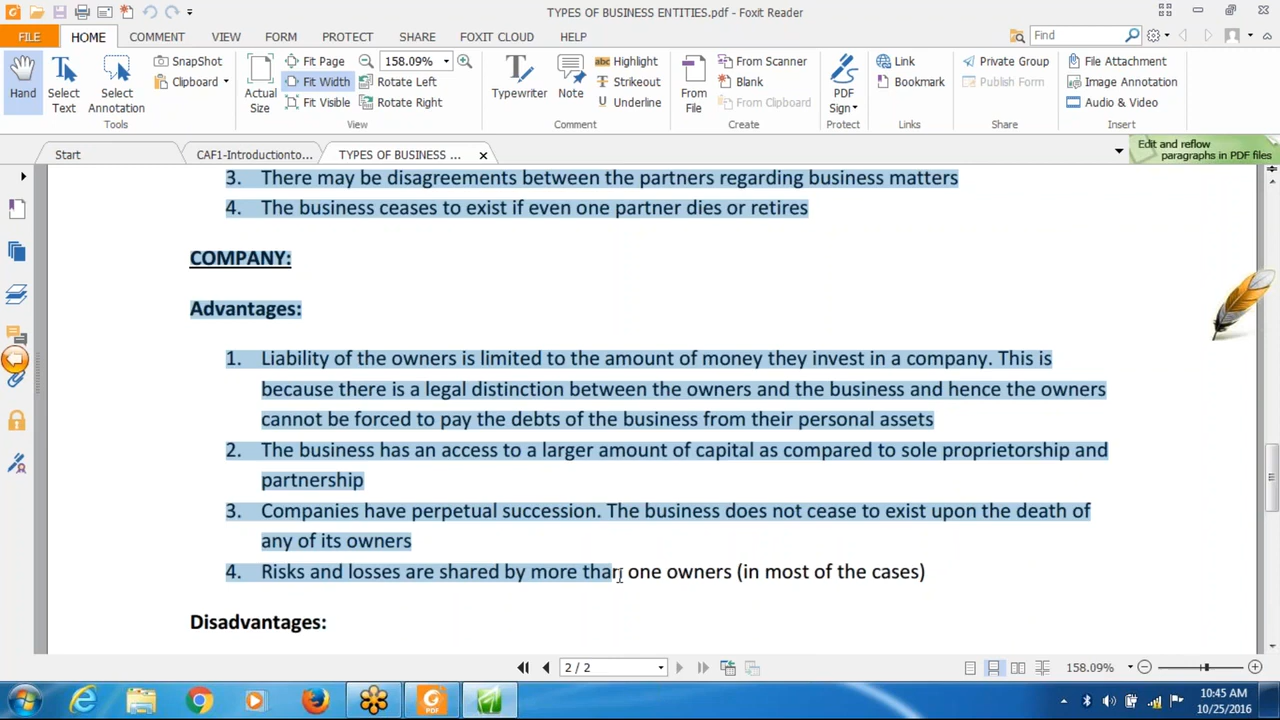 TYPES OF BUSINESS ENTITIES.pdf - Foxit Reader
FILE HOME COMMENT VIEW FORM PROTECT SHARE FOXIT CLOUD HELP Find
Hand Select Text Select Annotation SnapShot Clipboard Tools
Actual Size Fit Page Fit Width Fit Visible 158.09% Rotate Left Rotate Right View
Typewriter Note Highlight Strikeout Underline Comment
From File From Scanner Blank From Clipboard Create
PDF Sign Protect
Link Bookmark Links
Private Group Publish Form Share
File Attachment Image Annotation Audio & Video Insert
Start CAF1-Introductionto... TYPES OF BUSINESS ...
Edit and reflow
paragraphs in PDF files
3. There may be disagreements between the partners regarding business matters
4. The business ceases to exist if even one partner dies or retires
COMPANY:
Advantages:
1. Liability of the owners is limited to the amount of money they invest in a company. This is
because there is a legal distinction between the owners and the business and hence the owners
cannot be forced to pay the debts of the business from their personal assets
2. The business has an access to a larger amount of capital as compared to sole proprietorship and
partnership
3. Companies have perpetual succession. The business does not cease to exist upon the death of
any of its owners
4. Risks and losses are shared by more than one owners (in most of the cases)
Disadvantages:
2 / 2 158.09%
10:45 AM
10/25/2016